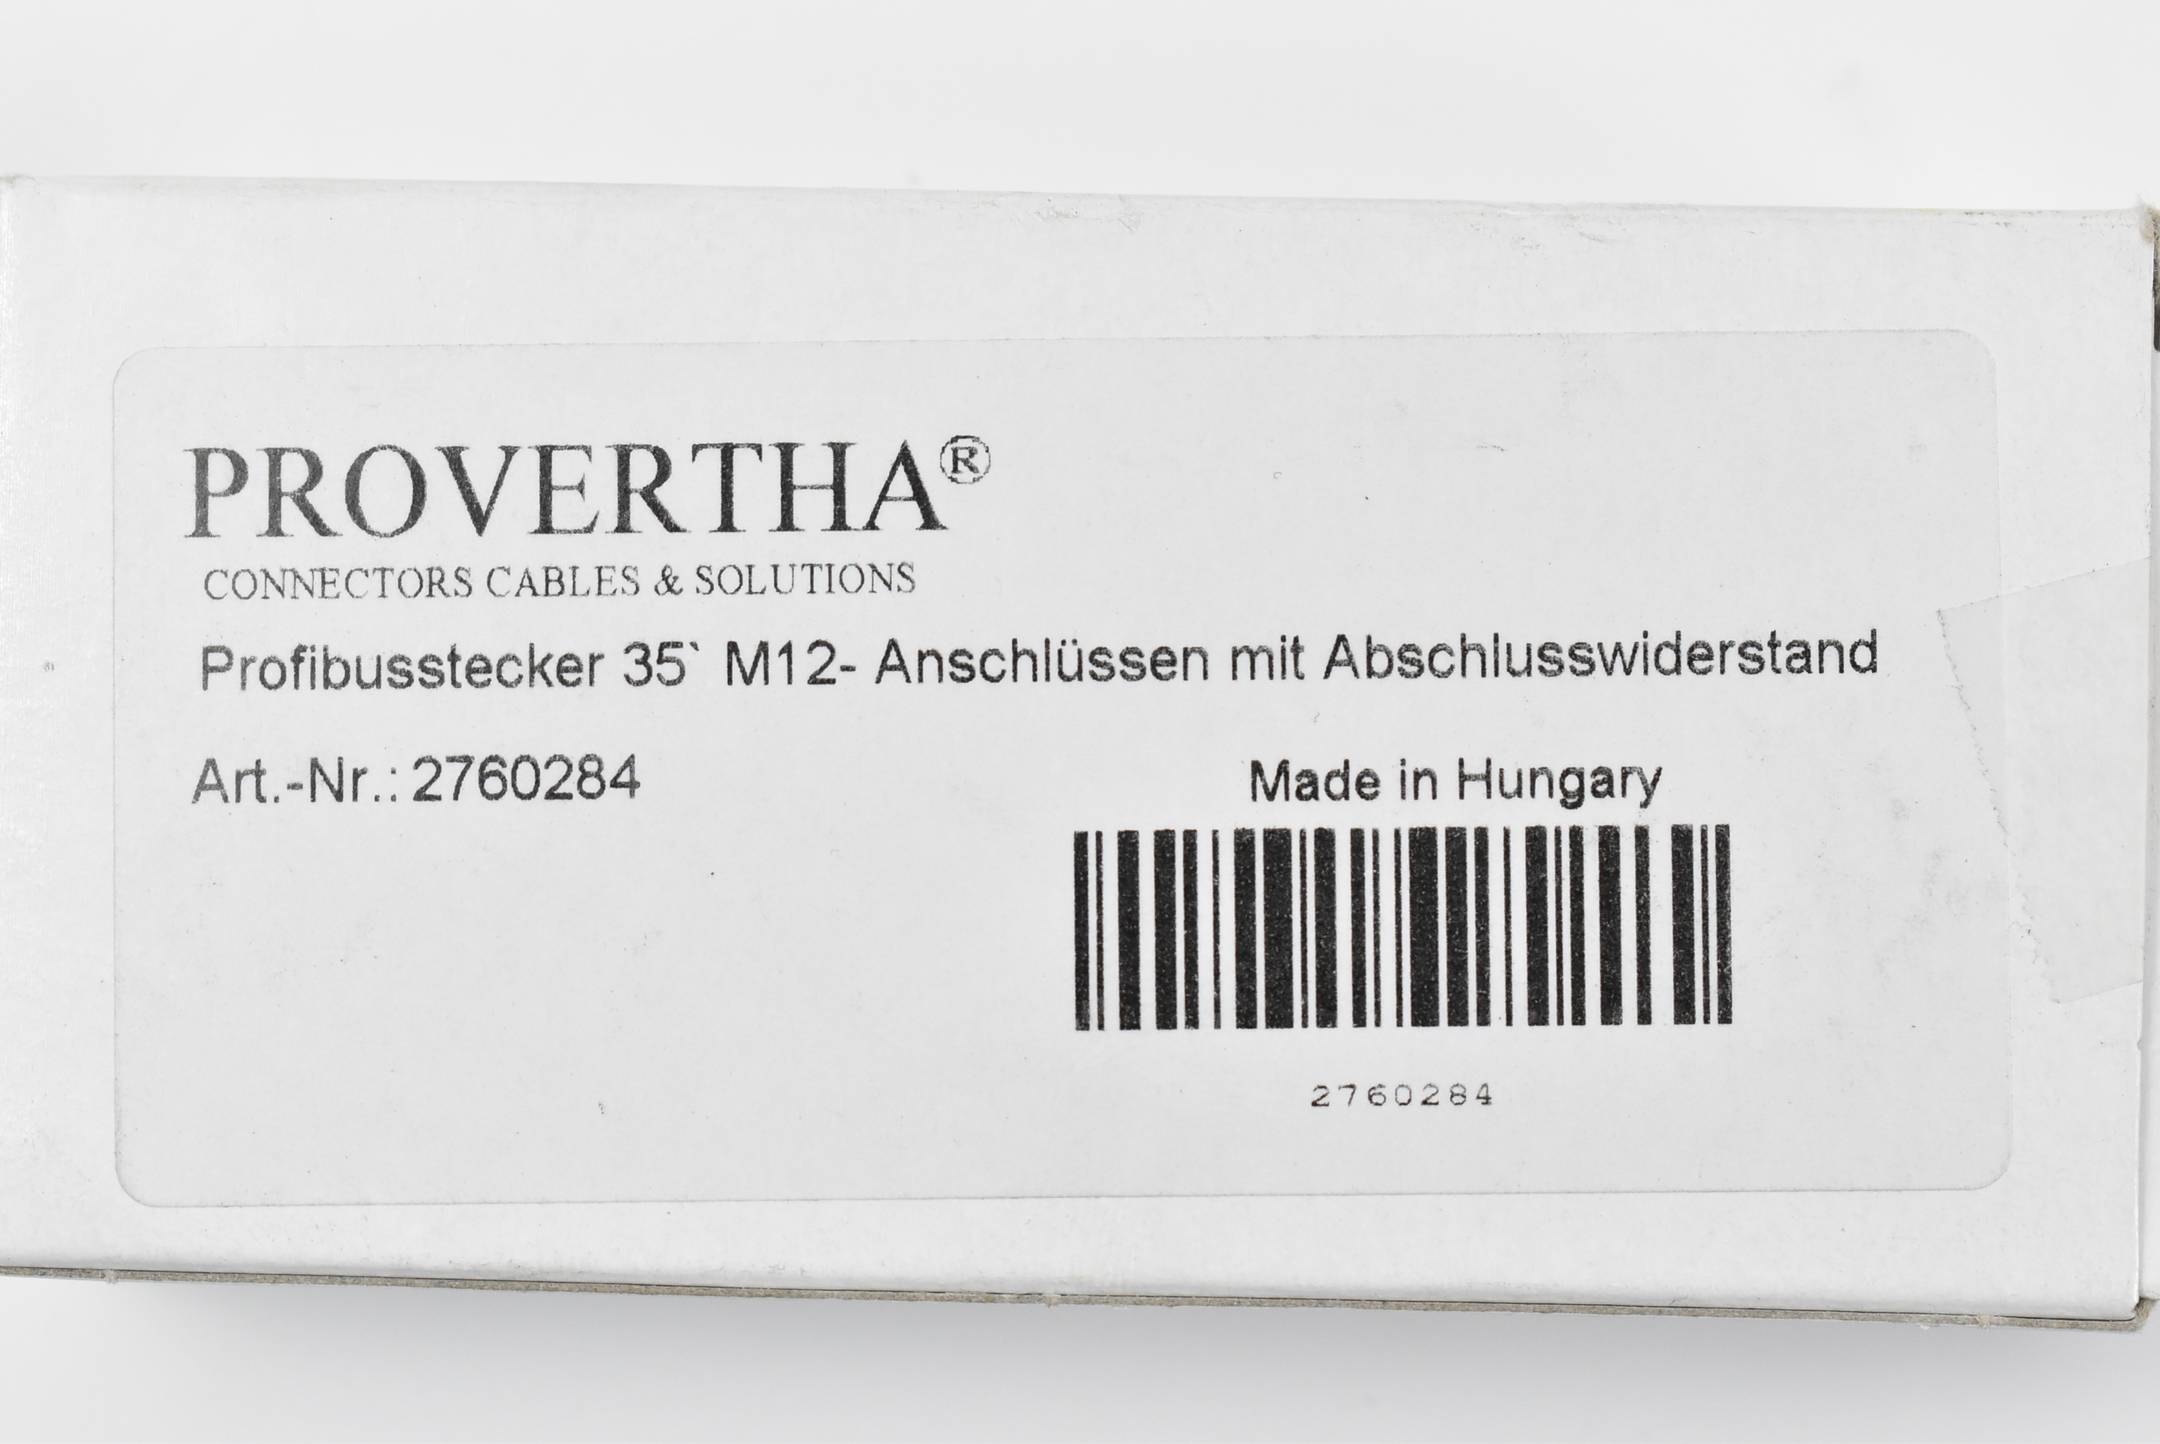 PROVERTHA®
CONNECTORS CABLES & SOLUTIONS
Profibusstecker 35` M12- Anschlüssen mit Abschlusswiderstand
Art.-Nr.: 2760284
Made in Hungary
2760284